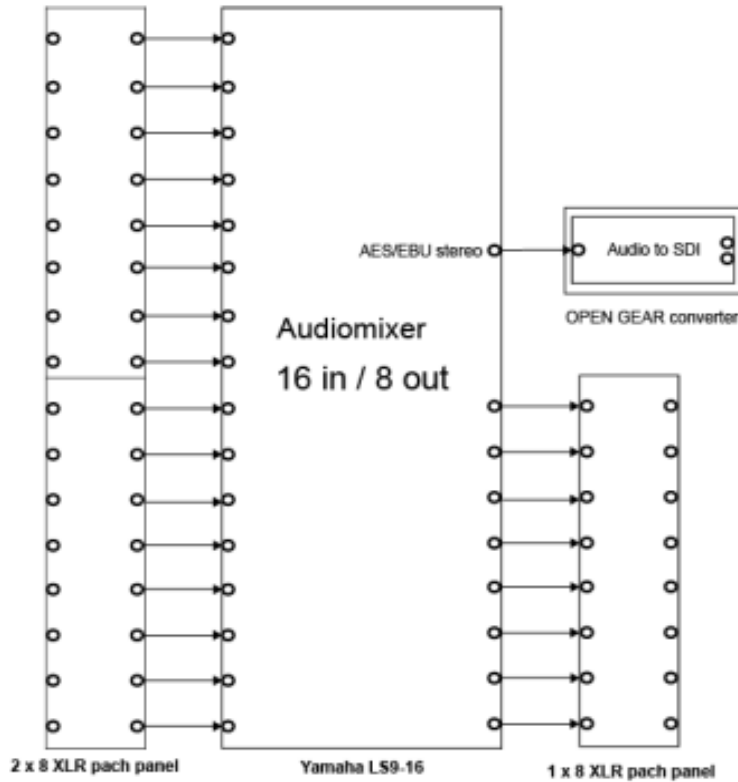 AES/EBU stereo
Audio to SDI
OPEN GEAR converter
Audiomixer
16 in / 8 out
2 x 8 XLR pach panel
Yamaha LS9-16
1 x 8 XLR pach panel